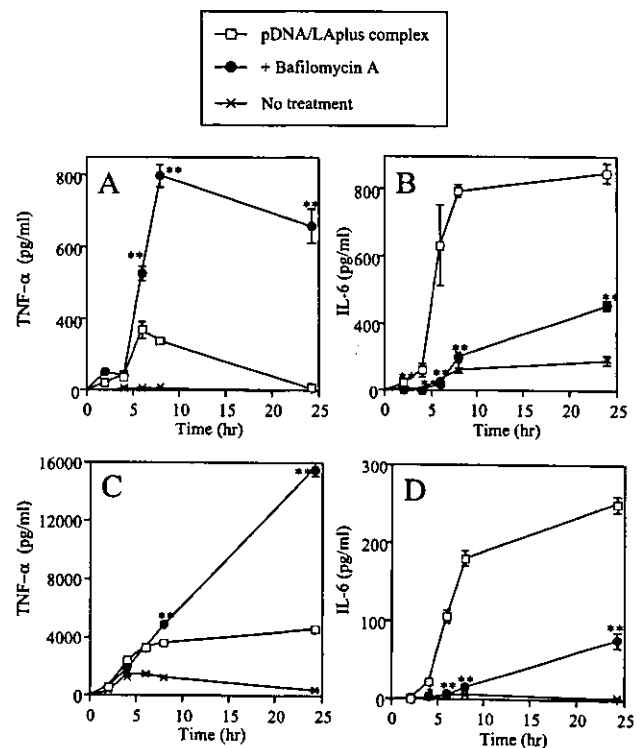 pDNA/LAplus complex
+ Bafilomycin A
No treatment
A
TNF-α (pg/ml)
800
600
400
0
**
**
**
0 5 10 15 20 25
Time (hr)
B
IL-6 (pg/ml)
800
600
400
0
**
**
**
**
0 5 10 15 20 25
Time (hr)
C
TNF-α (pg/ml)
16000
12000
8000
4000
0
**
**
0 5 10 15 20 25
Time (hr)
D
IL-6 (pg/ml)
300
200
100
0
**
**
**
0 5 10 15 20 25
Time (hr)